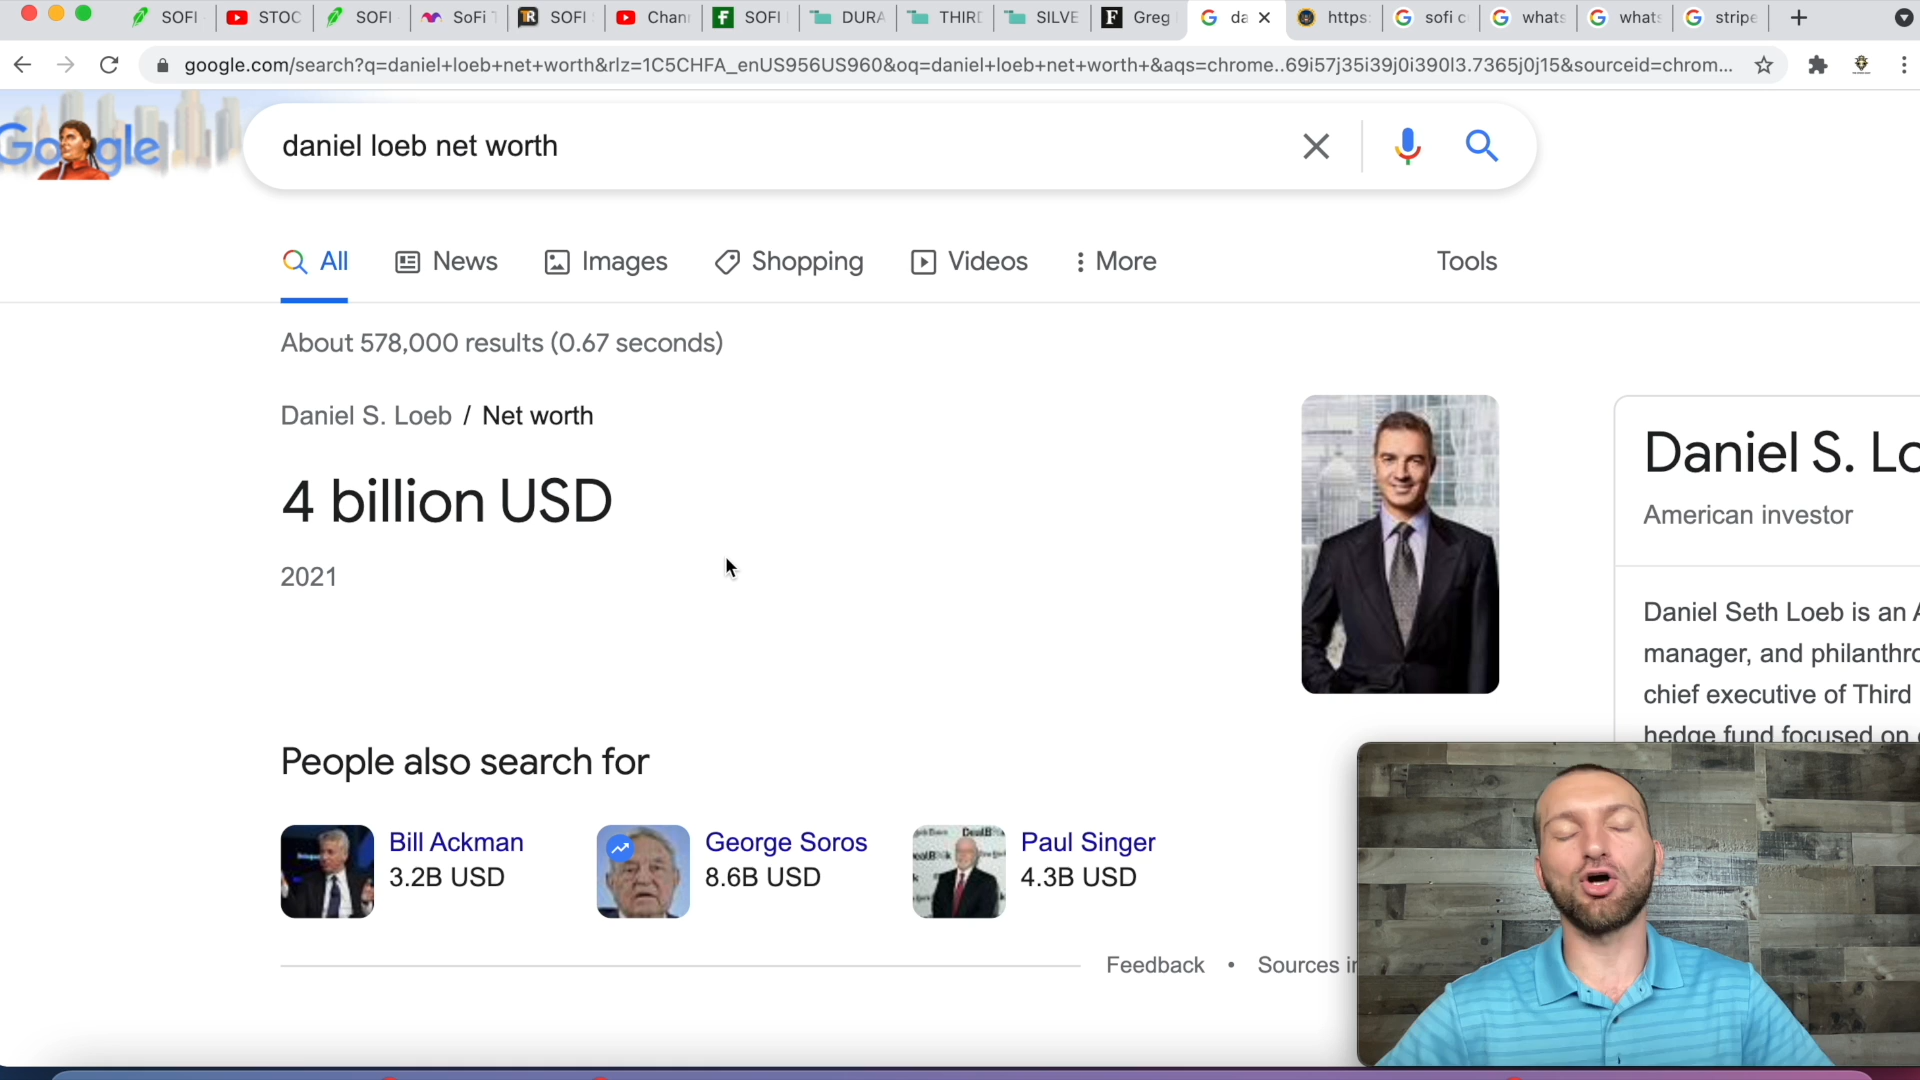 SOFI STOC SOFI SoFi SOFI Chan SOFI DURA THIRD SILVE Greg da https: sofi c whats whats stripe
google.com/search?q=daniel+loeb+net+worth&rlz=1C5CHFA_enUS956US960&oq=daniel+loeb+net+worth+&aqs=chrome..69i57j35i39j0i390l3.7365j0j15&sourceid=chrom...
Google
daniel loeb net worth
All News Images Shopping Videos More Tools
About 578,000 results (0.67 seconds)
Daniel S. Loeb / Net worth
4 billion USD
2021
Daniel S. Lo
American investor
Daniel Seth Loeb is an A
manager, and philanthro
chief executive of Third
hedge fund focused on
People also search for
Bill Ackman
3.2B USD
George Soros
8.6B USD
Paul Singer
4.3B USD
Feedback • Sources in